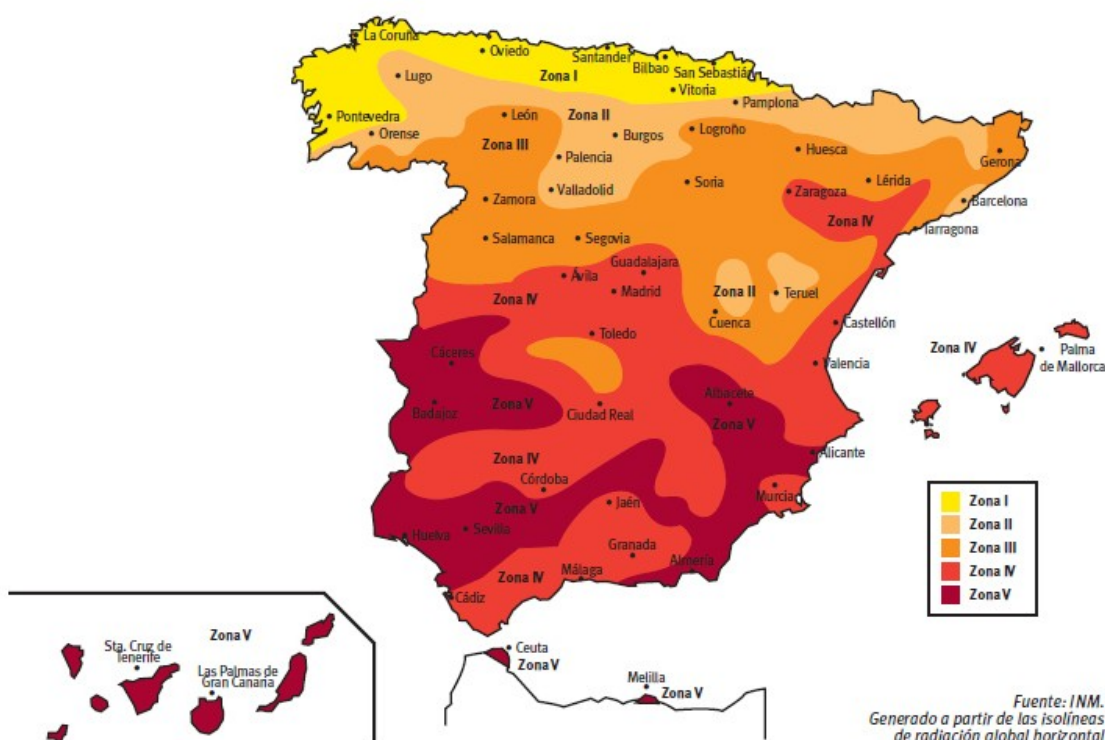 La Coruña
Oviedo
Santander
Bilbao
San Sebastián
Zona I
Vitoria
Lugo
Pamplona
Pontevedra
León
Zona II
Orense
Burgos
Logroño
Zona III
Palencia
Huesca
Gerona
Valladolid
Soria
Zaragoza
Lérida
Zamora
Barcelona
Zona IV
Tarragona
Salamanca
Segovia
Guadalajara
Ávila
Madrid
Zona IV
Zona II
Teruel
Cuenca
Castellón
Toledo
Zona IV
Palma
de Mallorca
Cáceres
Valencia
Badajoz
Zona V
Ciudad Real
Albacete
Zona V
Zona IV
Alicante
Córdoba
Murcia
Zona V
Jaén
Huelva
Sevilla
Granada
Almería
Zona IV
Málaga
Cádiz
Zona I
Zona II
Zona III
Zona IV
Zona V
Sta. Cruz de
Tenerife
Zona V
Las Palmas de
Gran Canaria
Ceuta
Zona V
Melilla
Zona V
Fuente: INM.
Generado a partir de las isolíneas
de radiación global horizontal